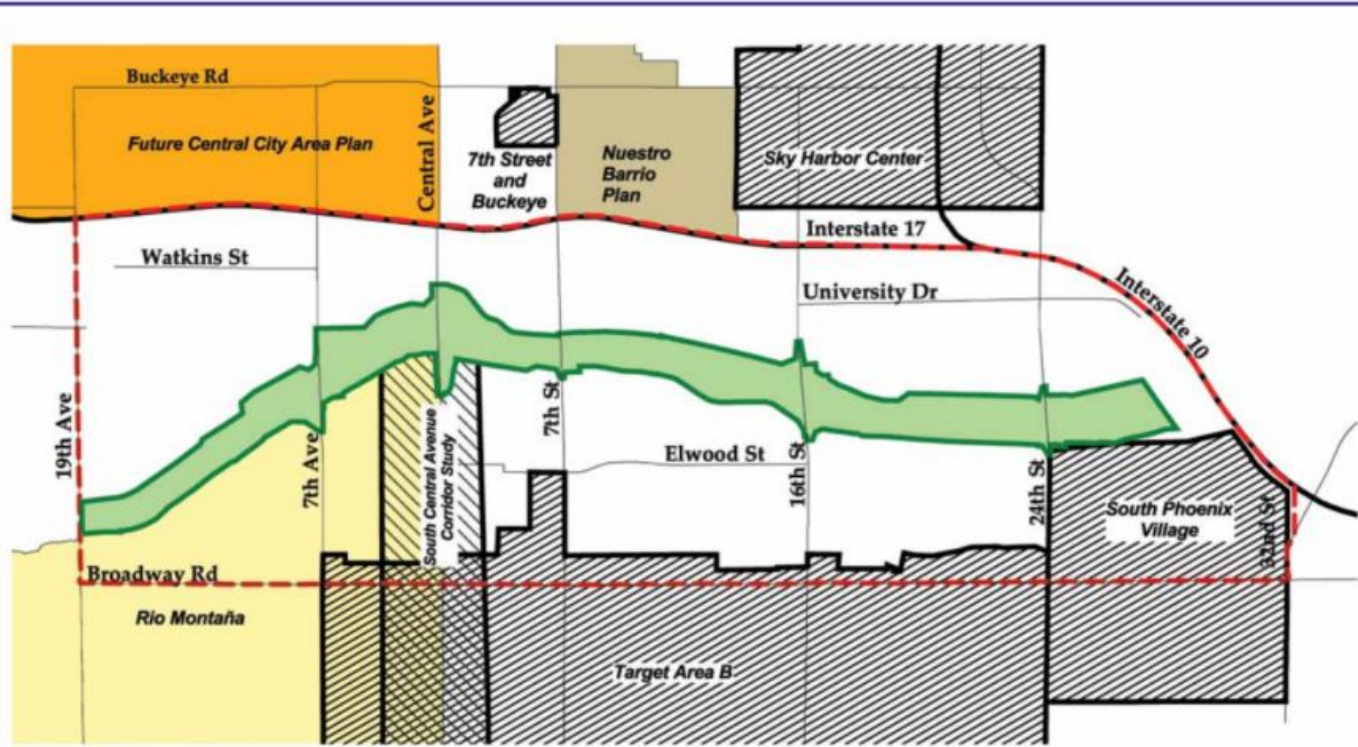 Buckeye Rd
Future Central City Area Plan
Central Ave
7th Street
and
Buckeye
Nuestro
Barrio
Plan
Sky Harbor Center
Interstate 17
Watkins St
University Dr
Interstate 10
19th Ave
7th Ave
South Central Avenue
Corridor Study
7th St
Elwood St
16th St
24th St
South Phoenix
Village
32nd St
Broadway Rd
Rio Montaña
Target Area B